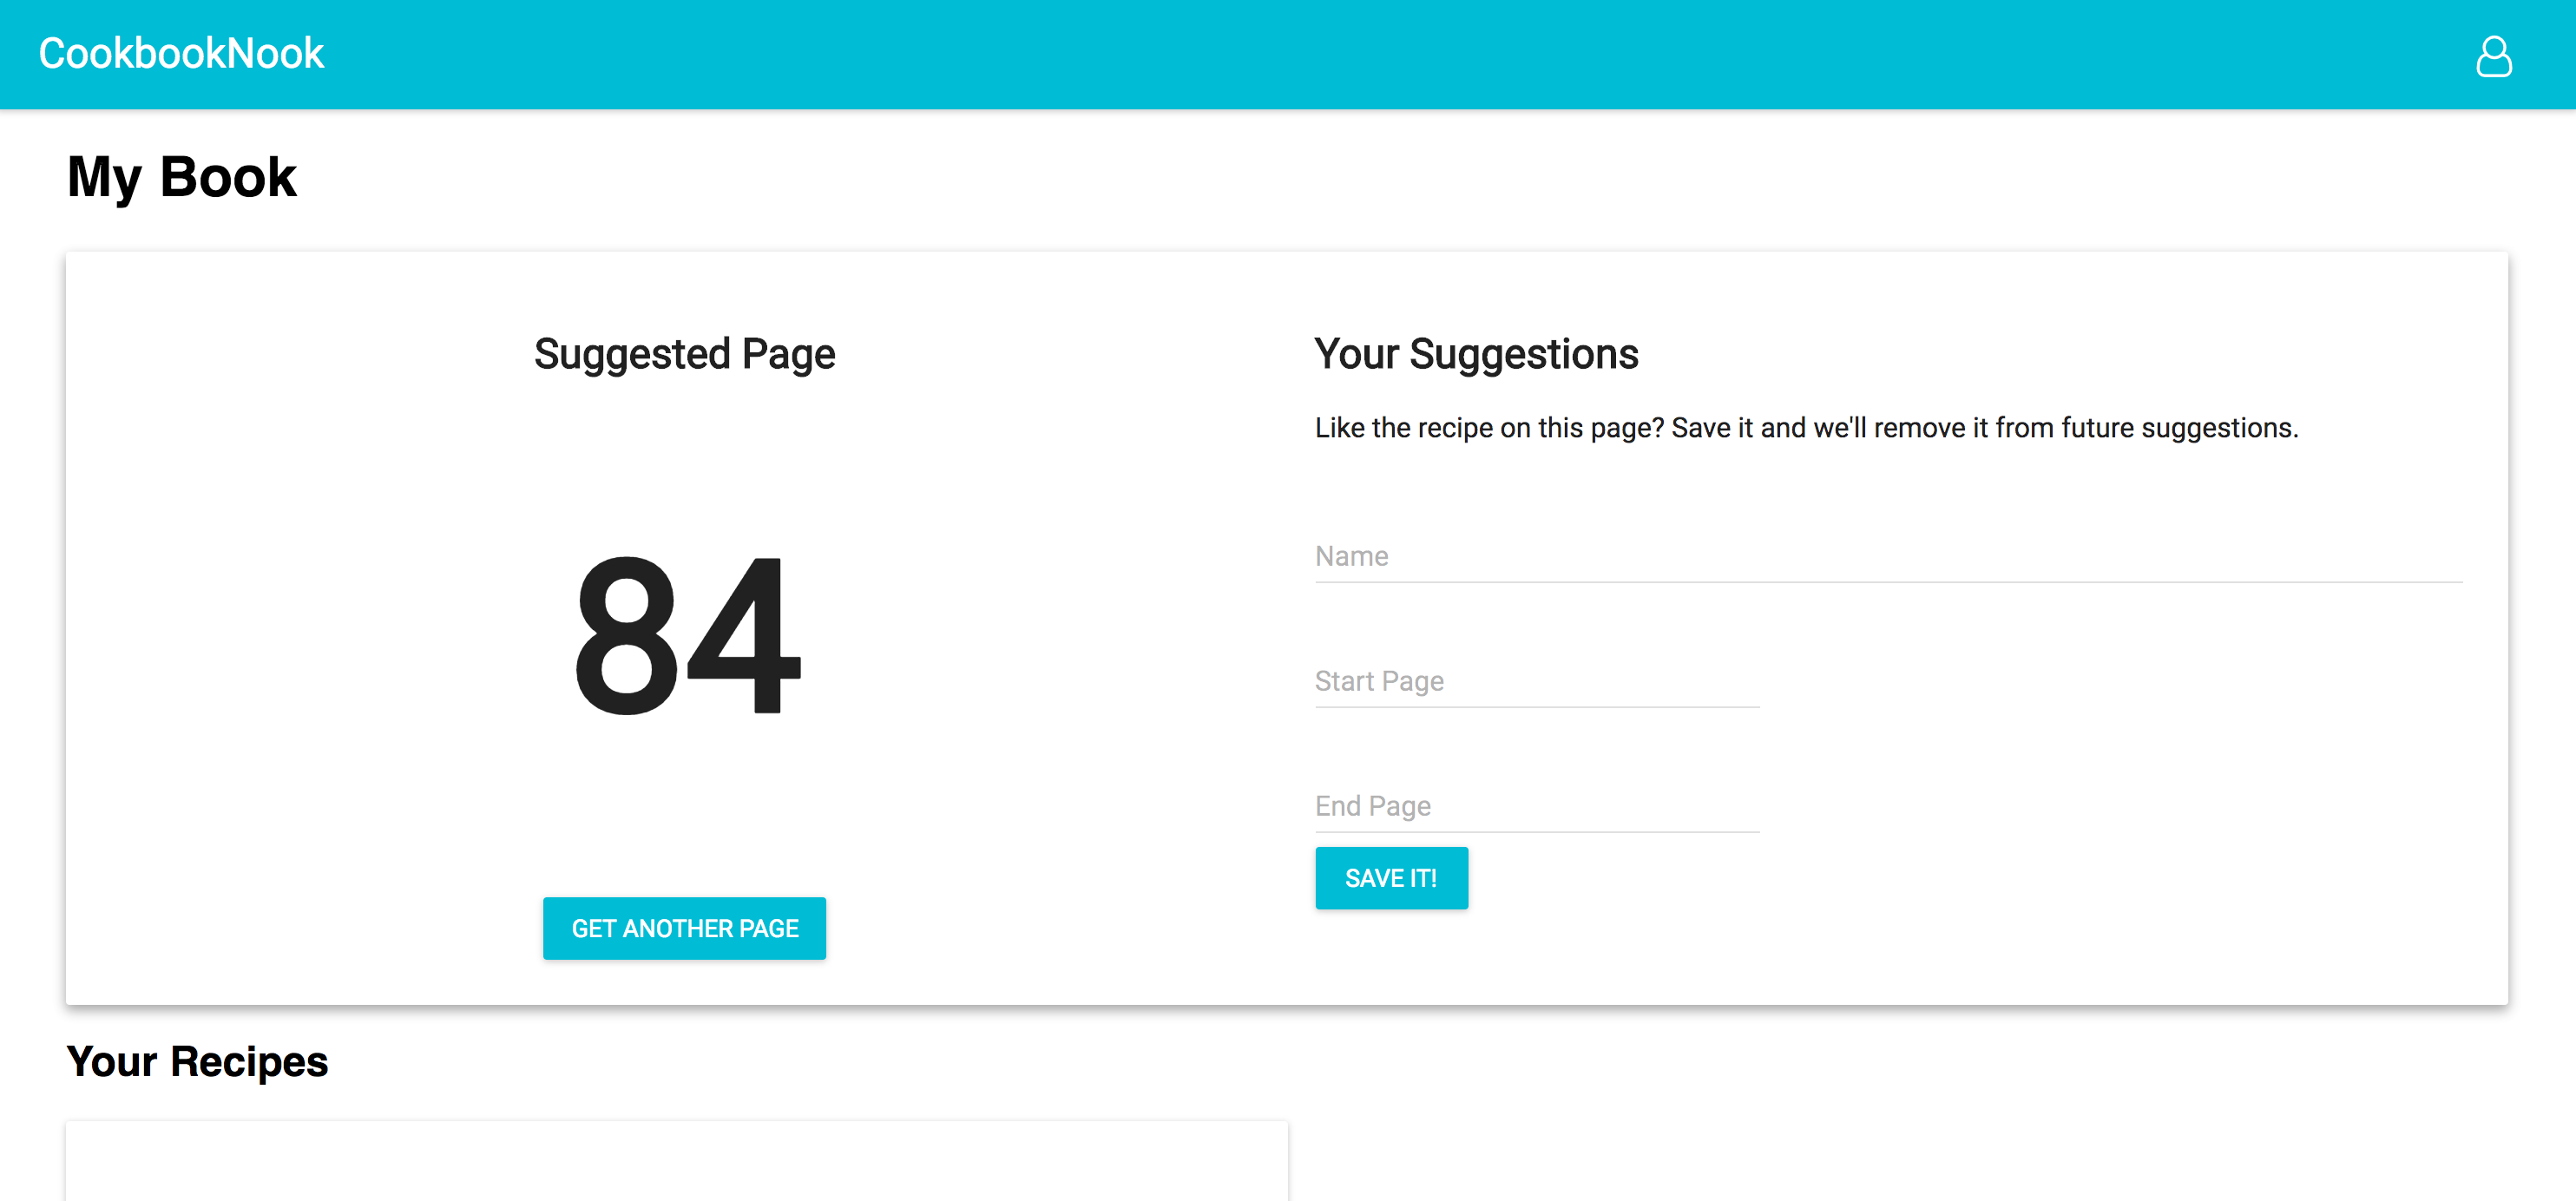 CookbookNook
My Book
Suggested Page
84
GET ANOTHER PAGE
Your Suggestions
Like the recipe on this page? Save it and we'll remove it from future suggestions.
Name
Start Page
End Page
SAVE IT!
Your Recipes